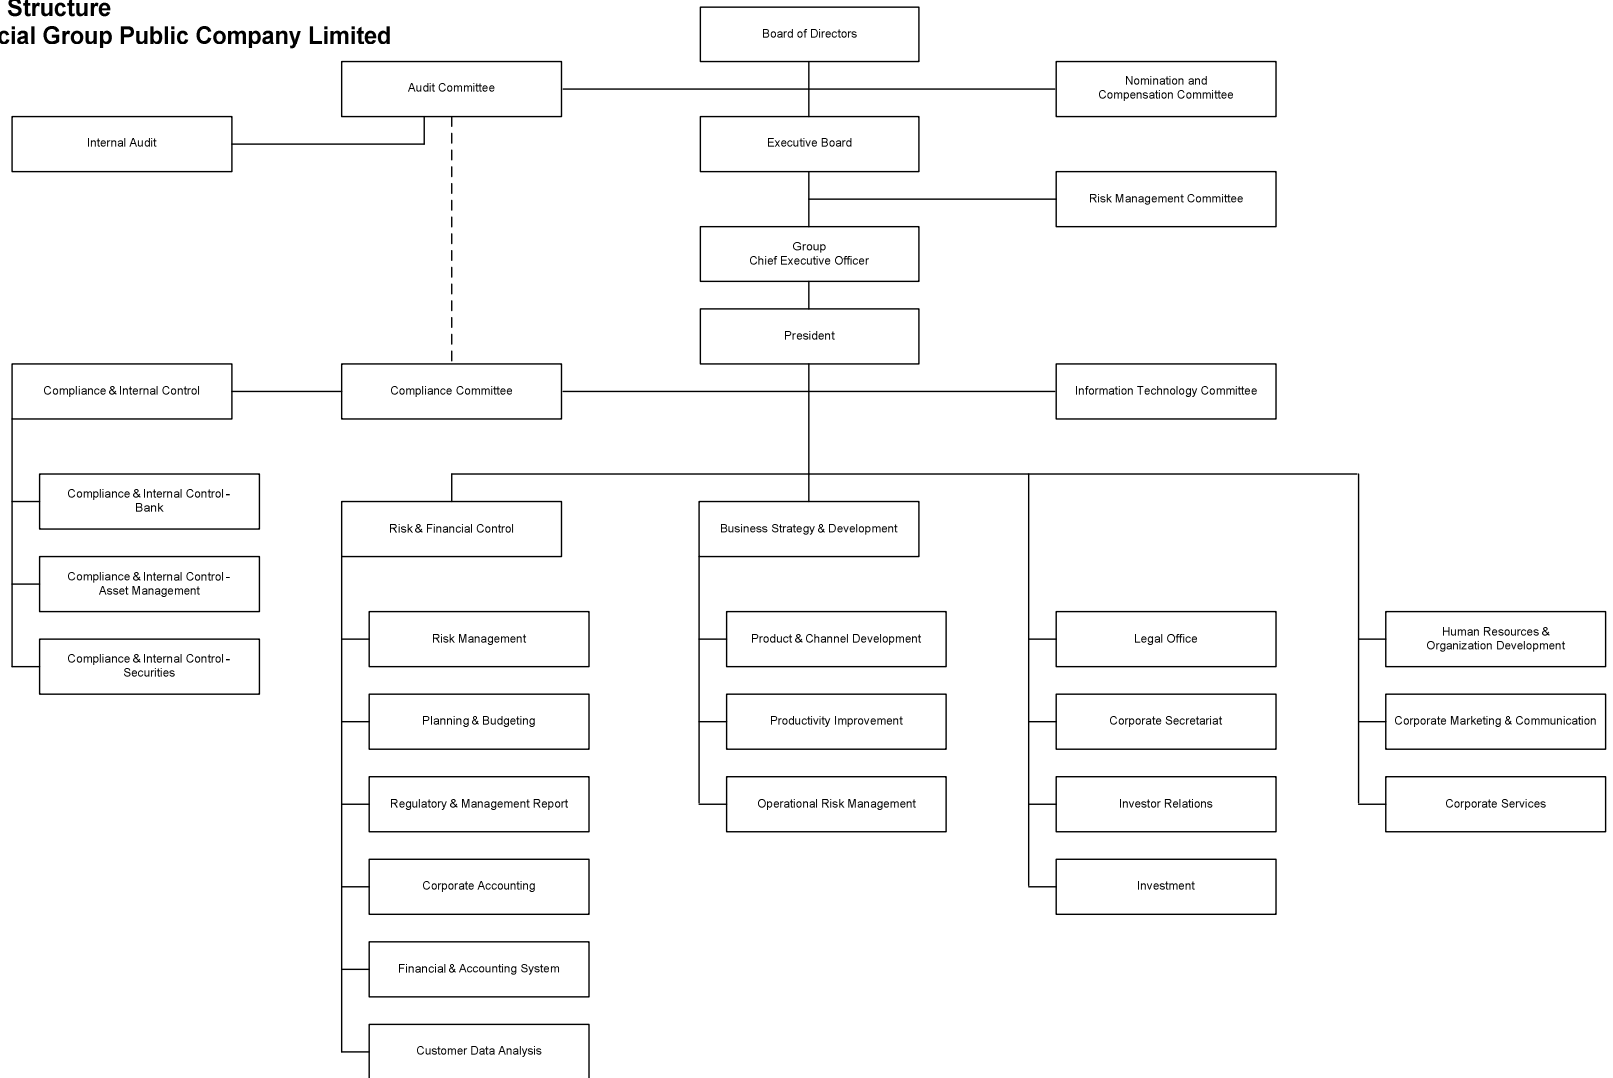 Structure
cial Group Public Company Limited
Board of Directors
Audit Committee
Nomination and
Compensation Committee
Internal Audit
Executive Board
Risk Management Committee
Group
Chief Executive Officer
President
Compliance & Internal Control
Compliance Committee
Information Technology Committee
Compliance & Internal Control -
Bank
Compliance & Internal Control -
Asset Management
Compliance & Internal Control -
Securities
Risk & Financial Control
Risk Management
Planning & Budgeting
Regulatory & Management Report
Corporate Accounting
Financial & Accounting System
Customer Data Analysis
Business Strategy & Development
Product & Channel Development
Productivity Improvement
Operational Risk Management
Legal Office
Corporate Secretariat
Investor Relations
Investment
Human Resources &
Organization Development
Corporate Marketing & Communication
Corporate Services